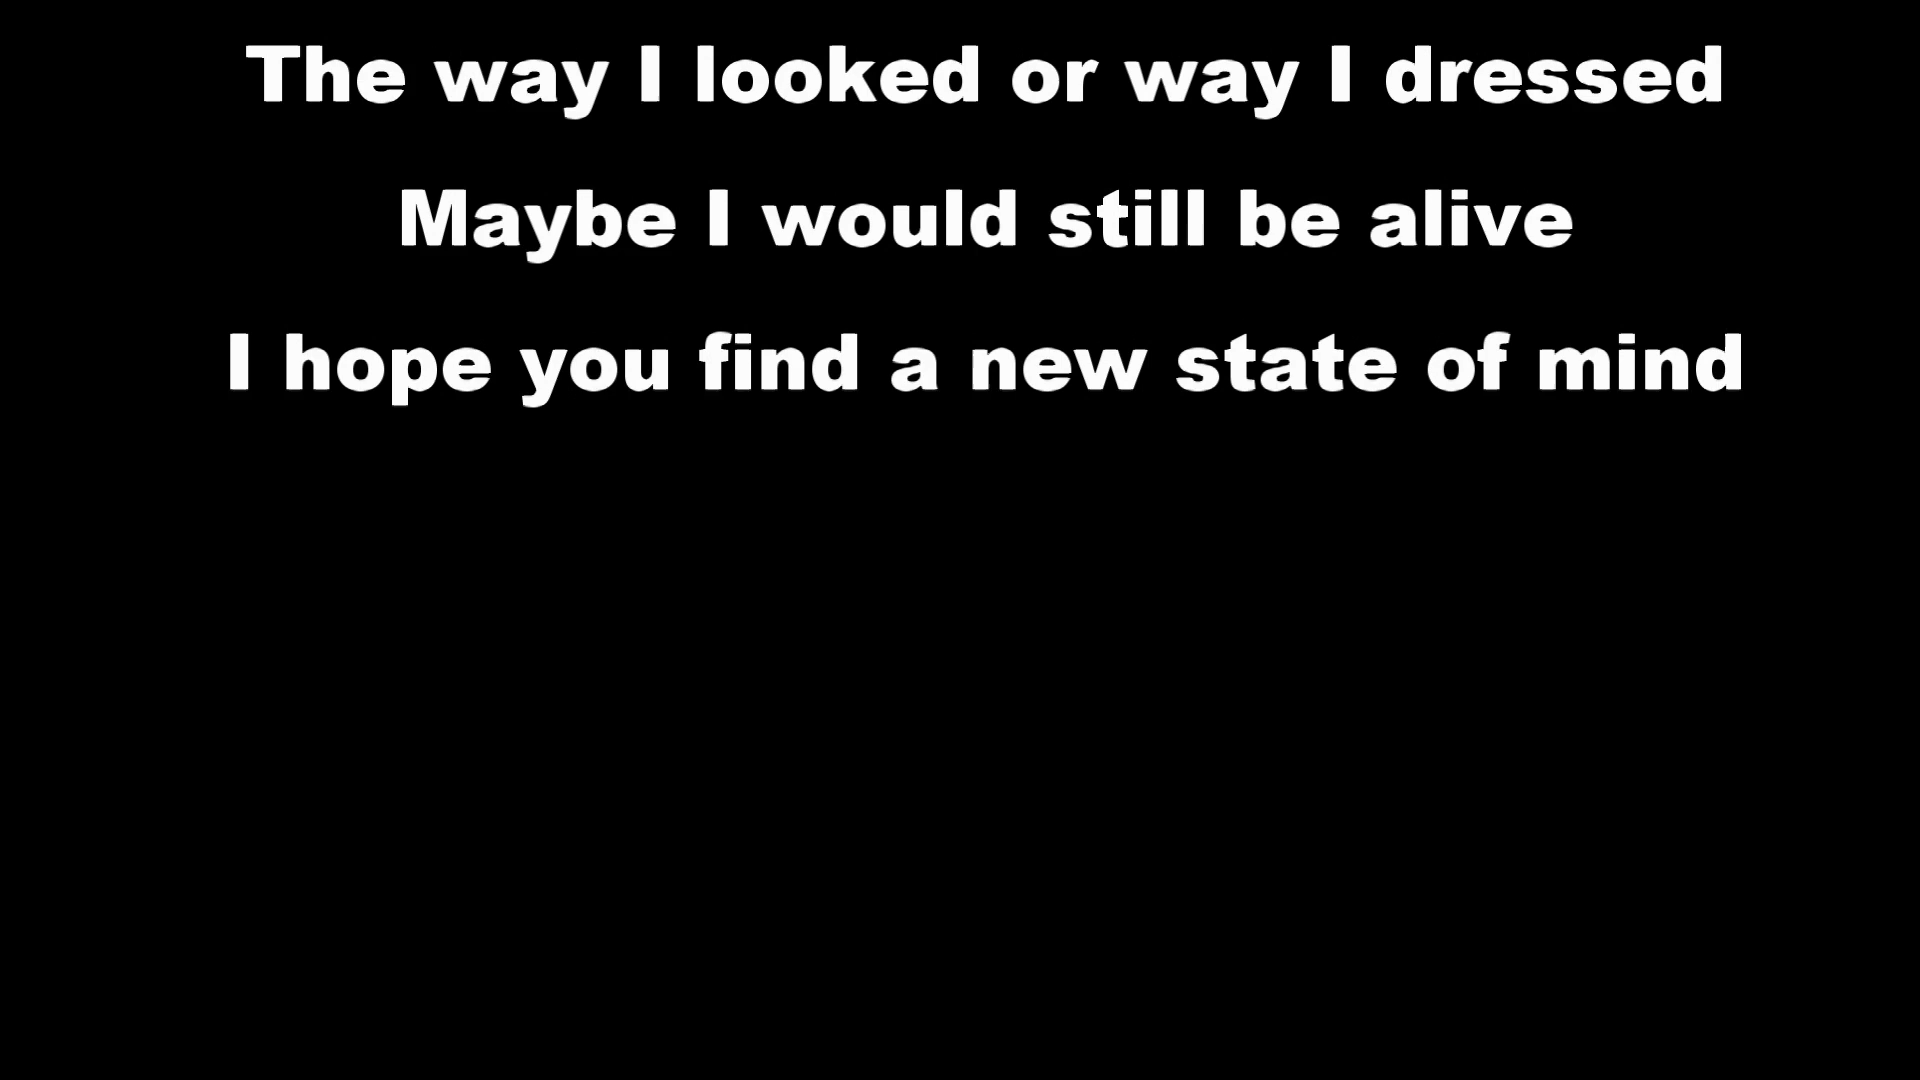 The way I looked or way I dressed
Maybe I would still be alive
I hope you find a new state of mind